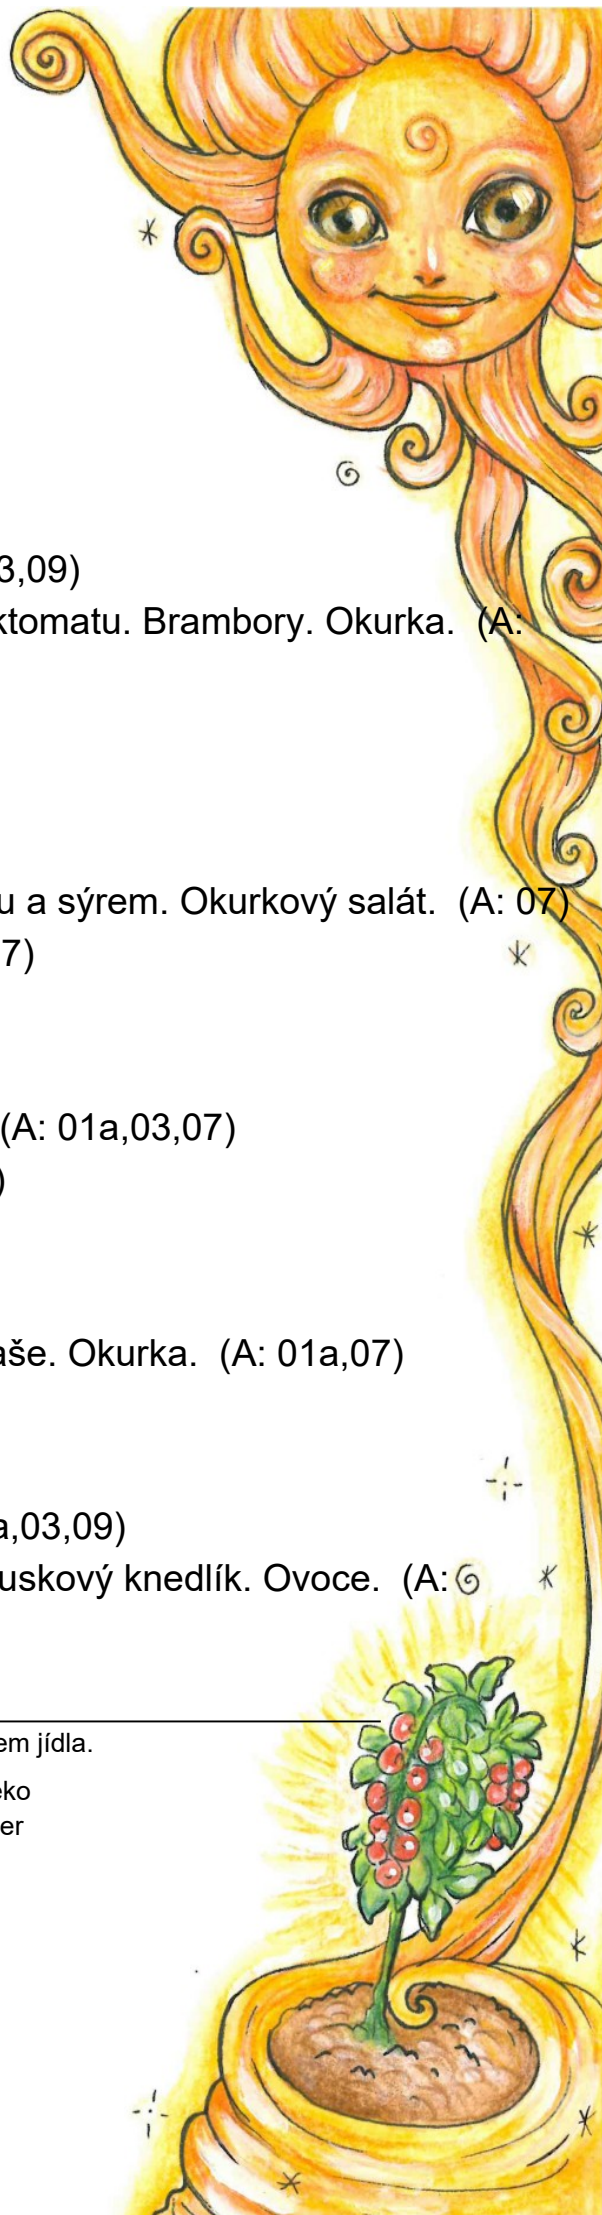 3,09)
ktomatu. Brambory. Okurka. (A:
u a sýrem. Okurkový salát. (A: 07)
7)
(A: 01a,03,07)
)
aše. Okurka. (A: 01a,07)
a,03,09)
uskový knedlík. Ovoce. (A:
em jídla.
éko
er